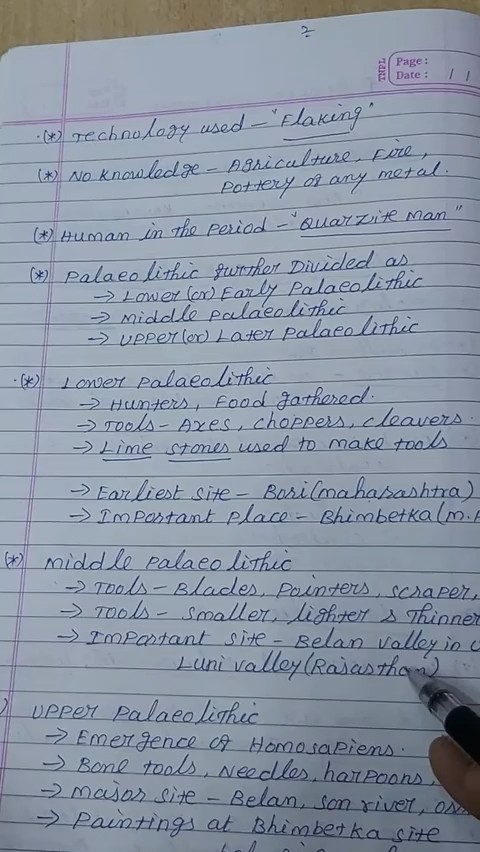 2
TNPL
Page:
Date: / /
(*) Technology used - "Flaking"
(*) No knowledge - Agriculture, Fire,
Pottery or any metal.
(*) Human in the Period - "Quarzite man"
(*) Palaeolithic further Divided as
→ Lower (or) Early Palaeolithic
→ Middle Palaeolithic
→ Upper (or) Later Palaeolithic
(*) Lower Palaeolithic
→ Hunters, Food gathered.
→ Tools - Axes, choppers, cleavers.
→ Lime stones used to make tools
→ Earliest site - Bori (maharashtra)
→ Important Place - Bhimbetka (M.
(*) Middle Palaeolithic
→ Tools - Blades, Pointers, scraper,
→ Tools - smaller, lighter & Thinner
→ Important site - Belan valley in
Luni valley (Rajasthan)
) Upper Palaeolithic
→ Emergence of Homosapiens.
→ Bone tools, Needles, harpoons,
→ Major site - Belan, son river,
→ Paintings at Bhimbetka site